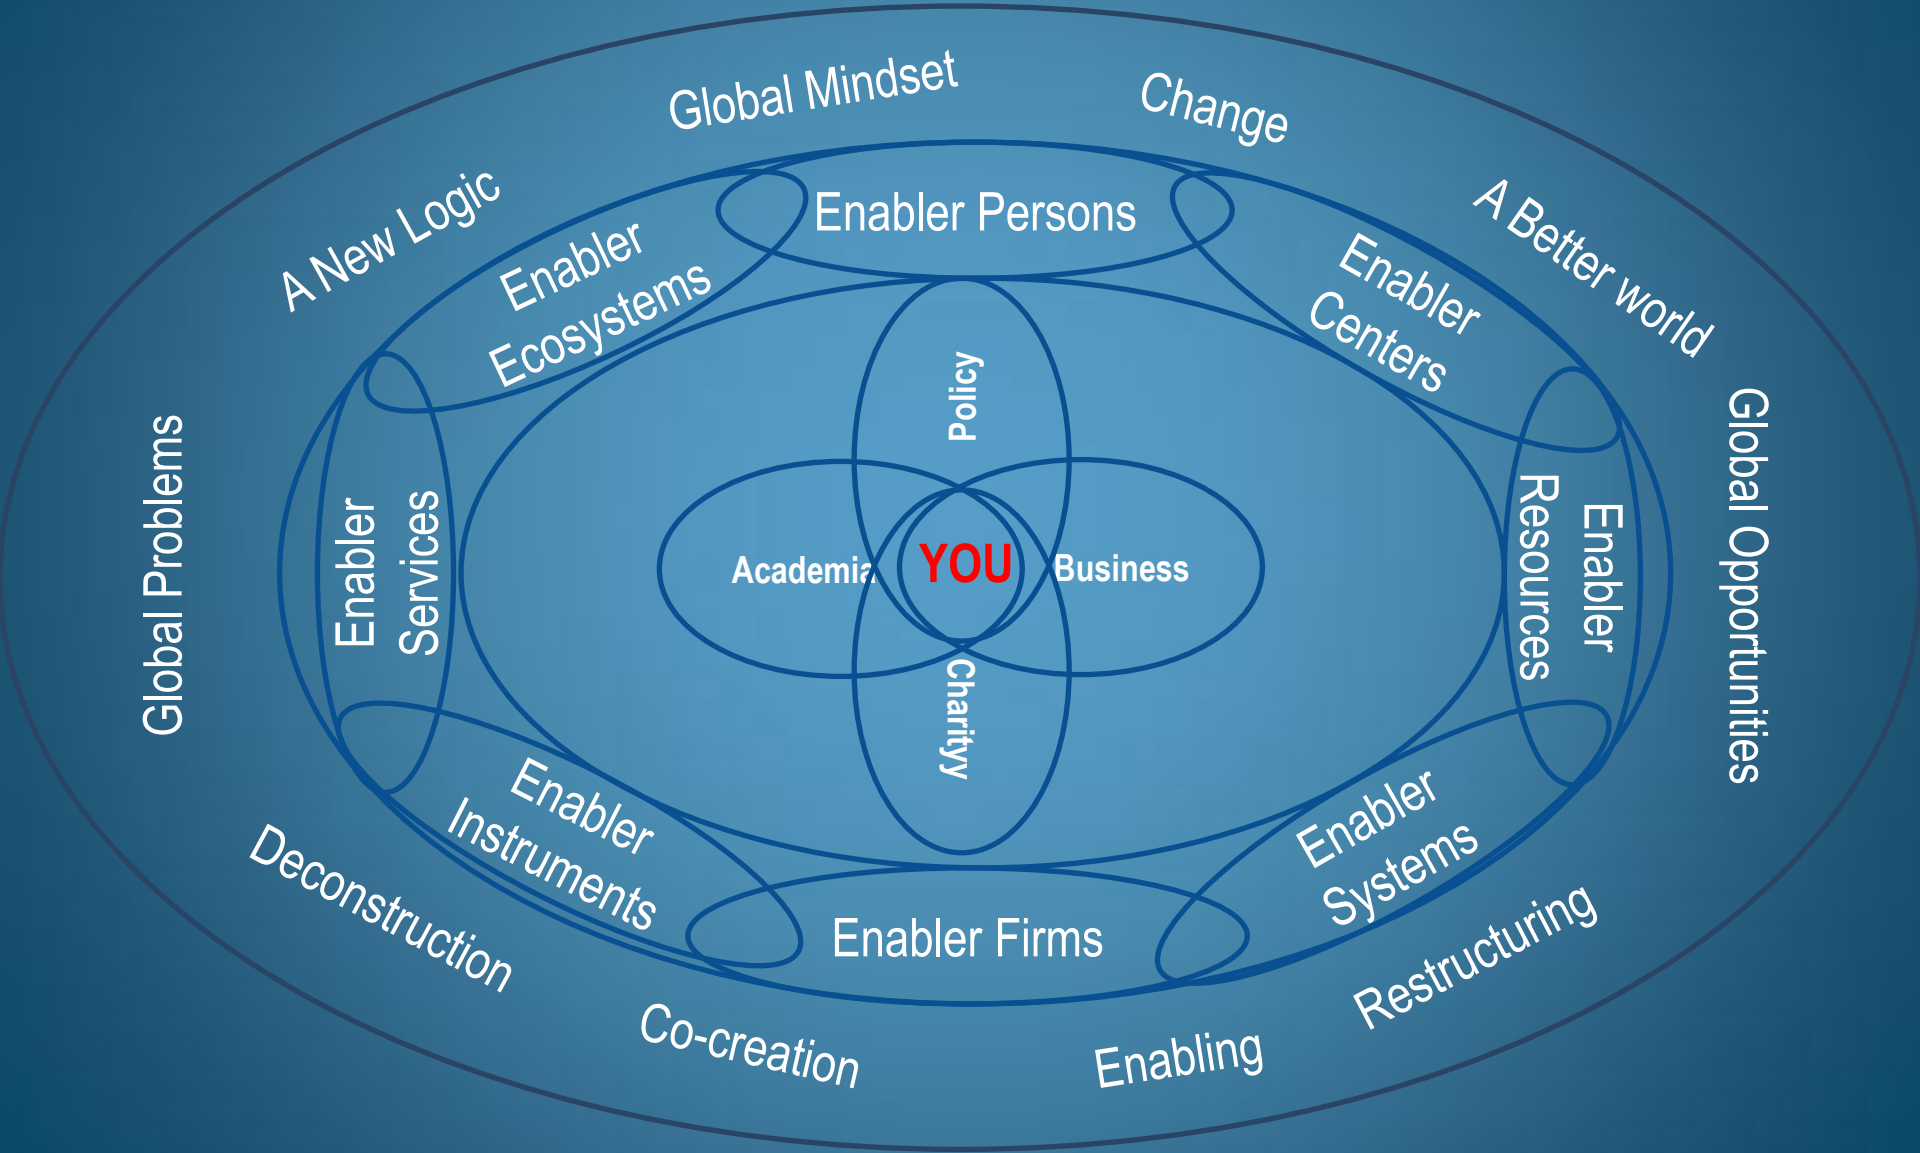 Global Mindset
Change
A New Logic
A Better world
Global Problems
Global Opportunities
Deconstruction
Co-creation
Enabling
Restructuring
Enabler Persons
Enabler
Ecosystems
Enabler
Centers
Enabler
Services
Enabler
Resources
Enabler
Instruments
Enabler
Systems
Enabler Firms
Policy
Academia
YOU
Business
Charityy